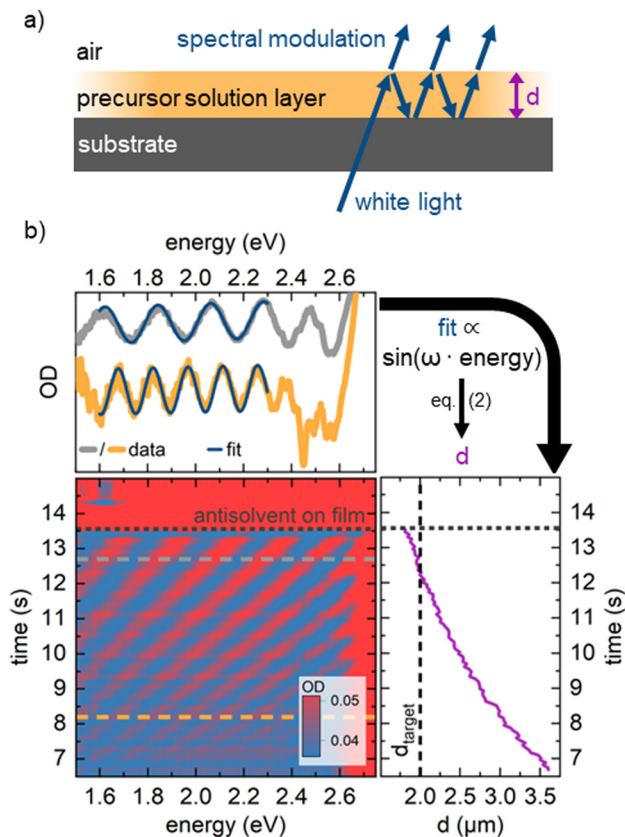 a)
air
spectral modulation
precursor solution layer
d
substrate
white light
b)
energy (eV)
1.6 1.8 2.0 2.2 2.4 2.6
OD
/ data fit
fit ∝
sin(ω · energy)
eq. (2)
d
antisolvent on film
14
13
12
11
10
9
8
7
time (s)
OD
0.05
0.04
1.6 1.8 2.0 2.2 2.4 2.6
energy (eV)
dtarget
14
13
12
11
10
9
8
7
time (s)
2.0 2.5 3.0 3.5
d (μm)